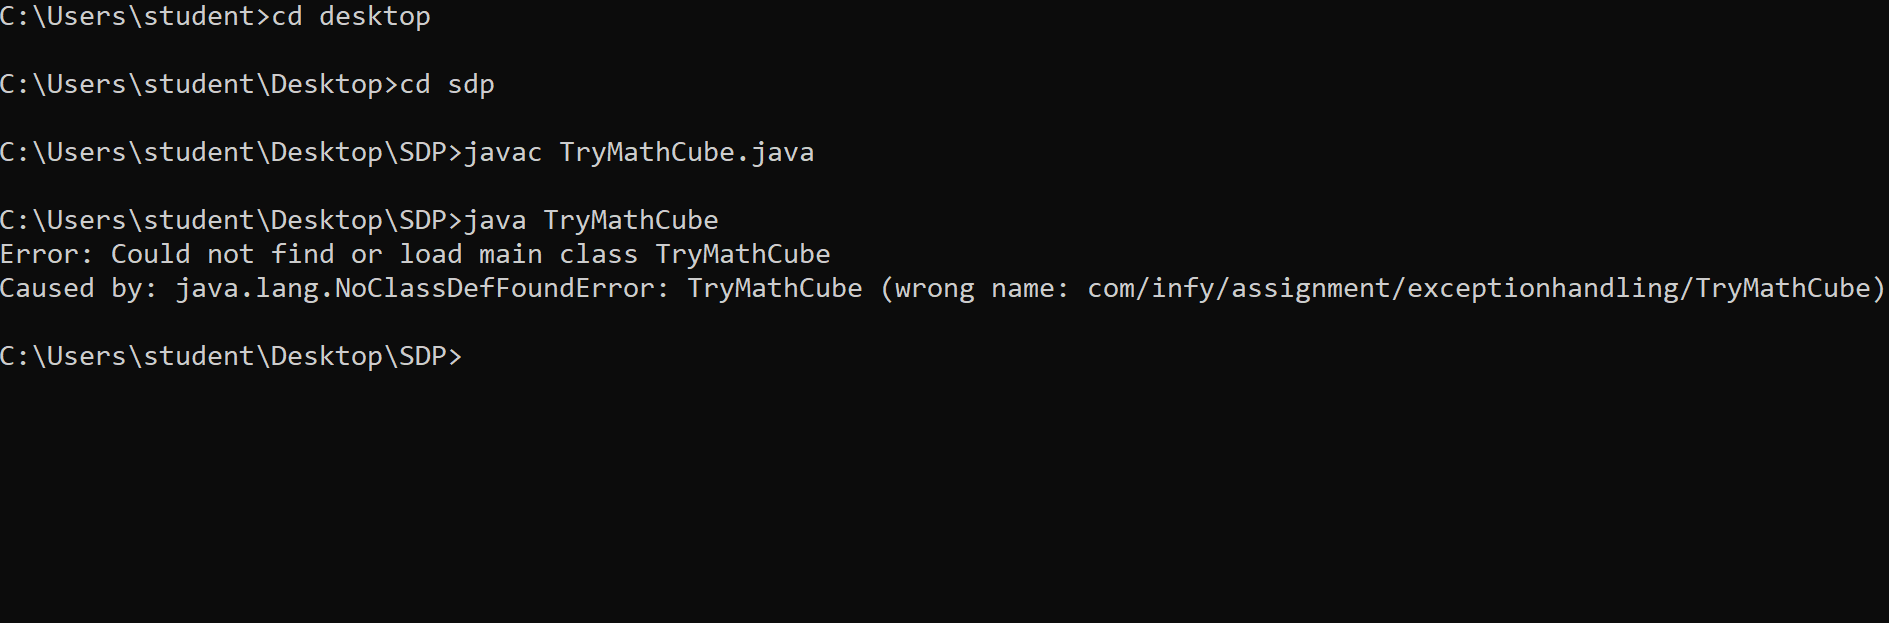 C:\Users\student>cd desktop
C:\Users\student\Desktop>cd sdp
C:\Users\student\Desktop\SDP>javac TryMathCube.java
C:\Users\student\Desktop\SDP>java TryMathCube
Error: Could not find or load main class TryMathCube
Caused by: java.lang.NoClassDefFoundError: TryMathCube (wrong name: com/infy/assignment/exceptionhandling/TryMathCube)
C:\Users\student\Desktop\SDP>